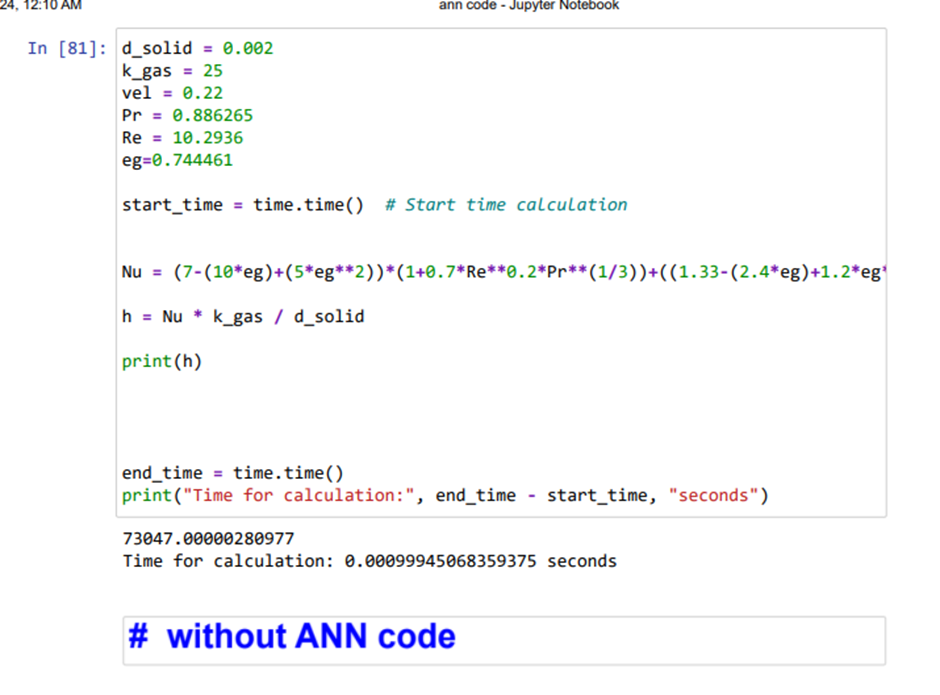 24, 12:10 AM
ann code - Jupyter Notebook
In [81]: d_solid = 0.002
k_gas = 25
vel = 0.22
Pr = 0.886265
Re = 10.2936
eg=0.744461
start_time = time.time()  # Start time calculation
Nu = (7-(10*eg)+(5*eg**2))*(1+0.7*Re**0.2*Pr**(1/3))+((1.33-(2.4*eg)+1.2*eg*
h = Nu * k_gas / d_solid
print(h)
end_time = time.time()
print("Time for calculation:", end_time - start_time, "seconds")
73047.00000280977
Time for calculation: 0.00099945068359375 seconds
#  without ANN code